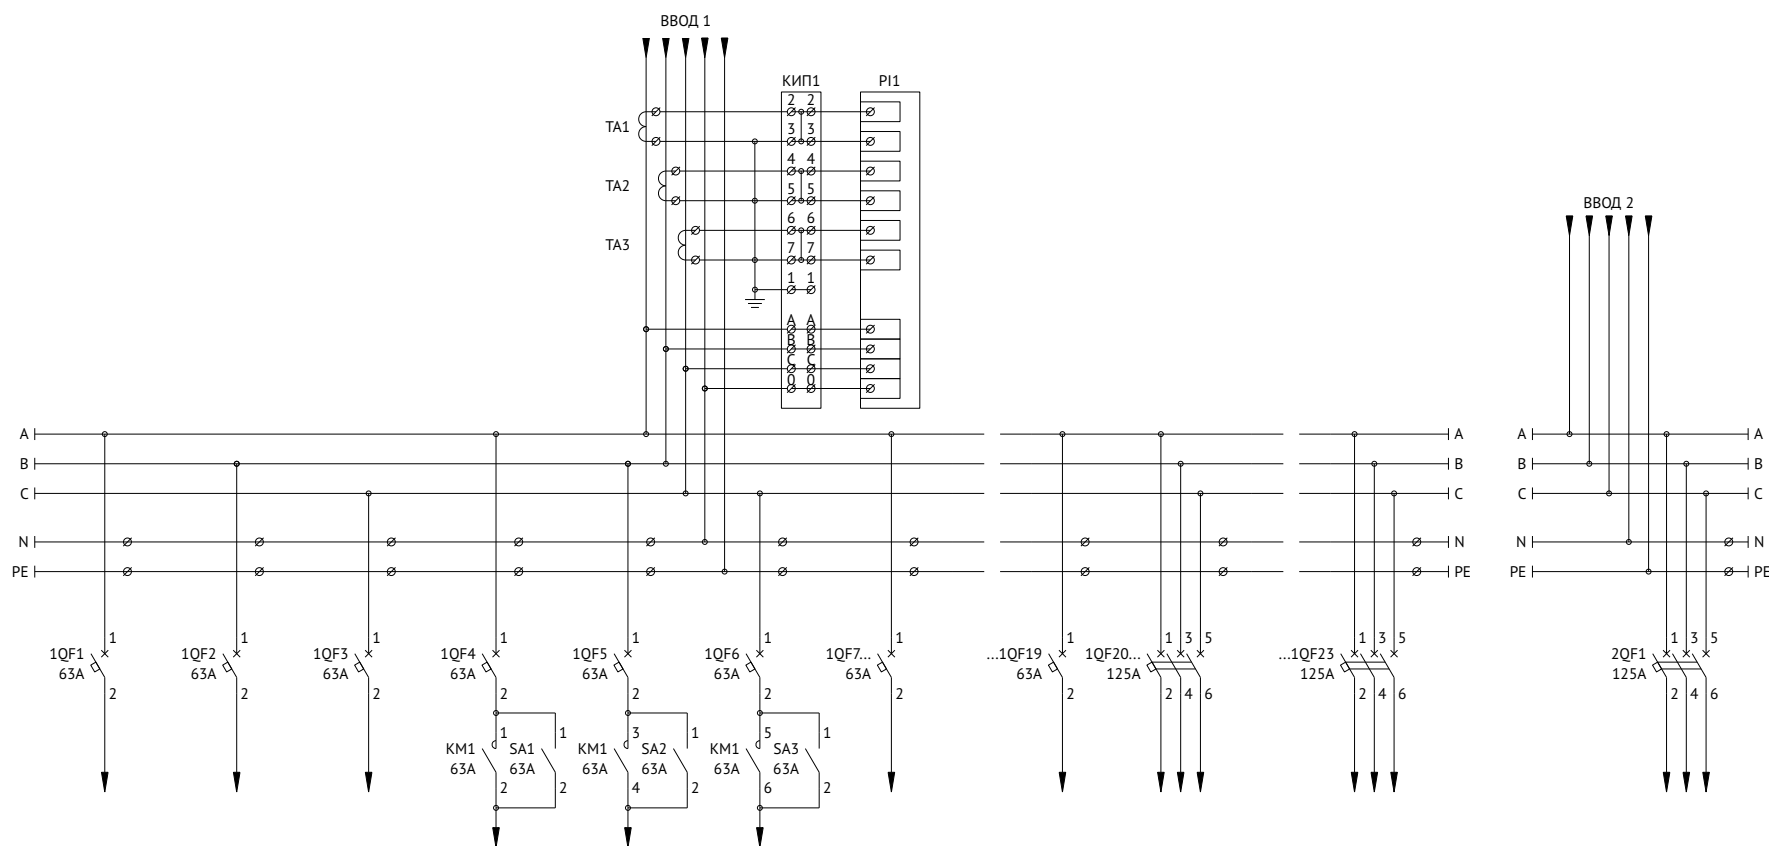 ВВОД 1
КИП1 PI1
2 2
TA1
3 3
4 4
TA2
5 5
6 6
TA3
7 7
1 1
A A
B B
C C
0 0
ВВОД 2
A A A A
B B B B
C C C C
N N N N
PE PE PE PE
1 1 1 1 1 1 1 1 1 3 5 1 3 5 1 3 5
1QF1 1QF2 1QF3 1QF4 1QF5 1QF6 1QF7... ...1QF19 1QF20... ...1QF23 2QF1
63A 63A 63A 63A 63A 63A 63A 63A 125A 125A 125A
2 2 2 2 2 2 2 2 2 4 6 2 4 6 2 4 6
1 1 3 1 5 1
KM1 SA1 KM1 SA2 KM1 SA3
63A 63A 63A 63A 63A 63A
2 2 4 2 6 2